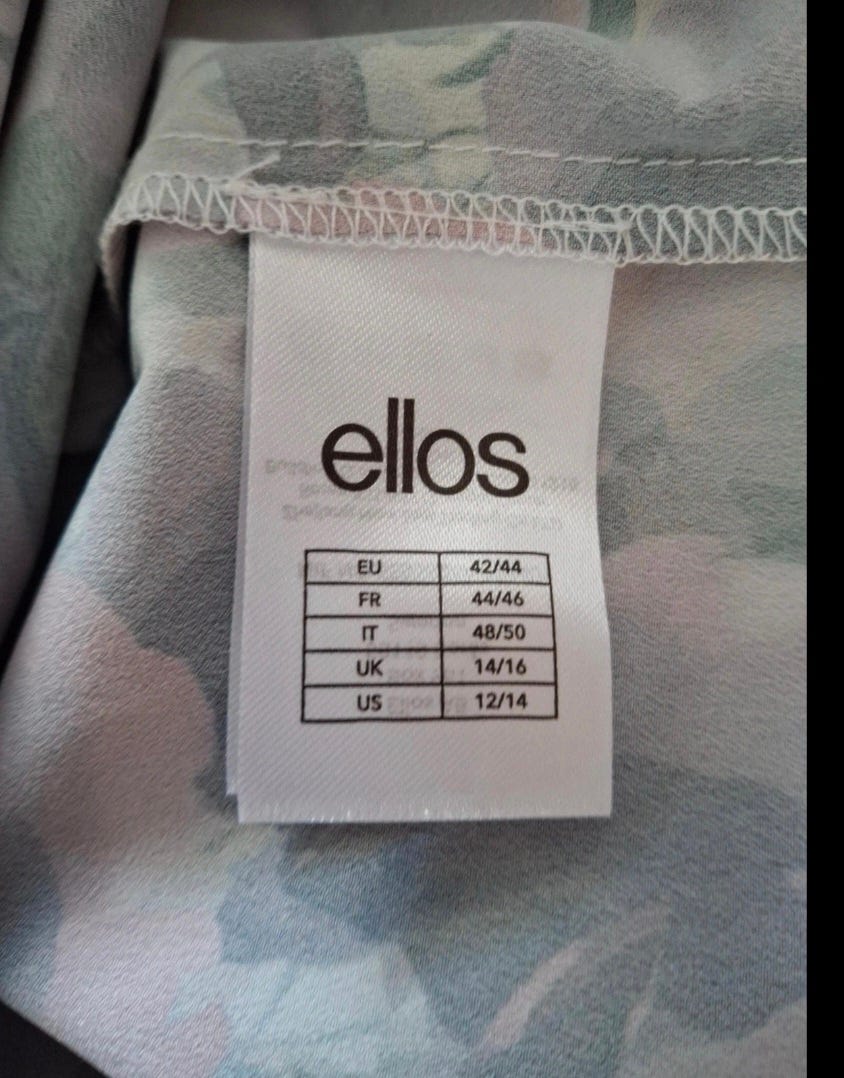 ellos
EU 42/44
FR 44/46
IT 48/50
UK 14/16
US 12/14